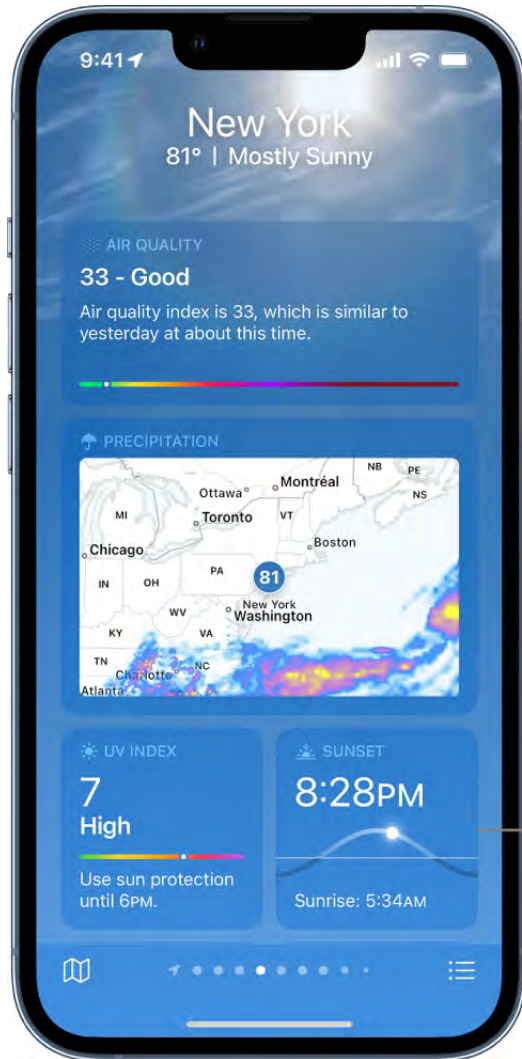 9:41
New York
81° | Mostly Sunny
AIR QUALITY
33 - Good
Air quality index is 33, which is similar to
yesterday at about this time.
PRECIPITATION
NB
PE
Ottawa
Montréal
NS
MI
Toronto
VT
Boston
Chicago
IN
OH
PA
81
New York
Washington
WV
KY
VA
TN
Charlotte
NC
Atlanta
UV INDEX
7
High
Use sun protection
until 6PM.
SUNSET
8:28PM
Sunrise: 5:34AM